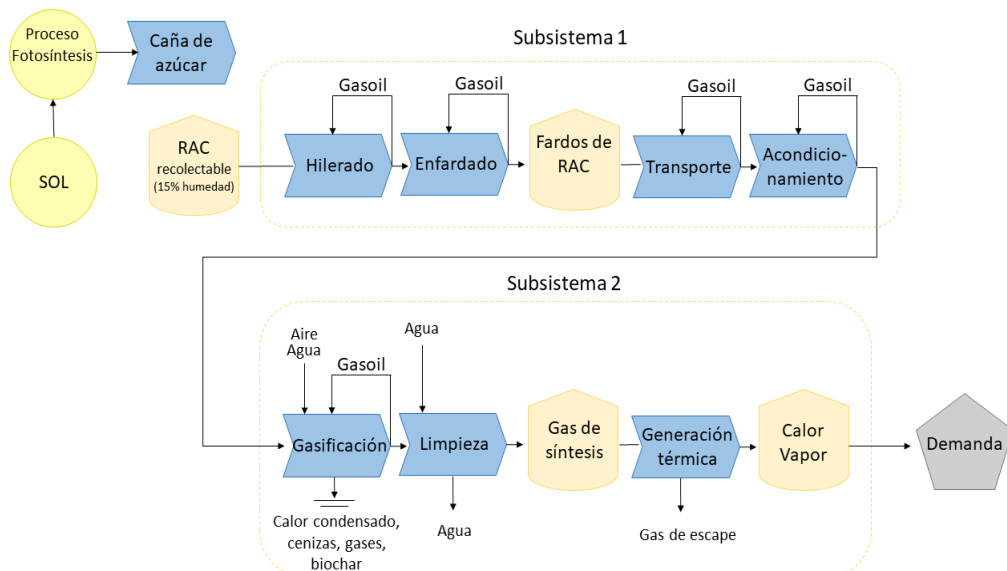 Proceso
Fotosíntesis
Caña de
azúcar
SOL
Subsistema 1
RAC
recolectable
(15% humedad)
Gasoil
Hilerado
Gasoil
Enfardado
Fardos de
RAC
Gasoil
Transporte
Gasoil
Acondicio-
namiento
Subsistema 2
Aire
Agua
Gasoil
Gasificación
Calor condensado,
cenizas, gases,
biochar
Agua
Limpieza
Agua
Gas de
síntesis
Generación
térmica
Gas de escape
Calor
Vapor
Demanda